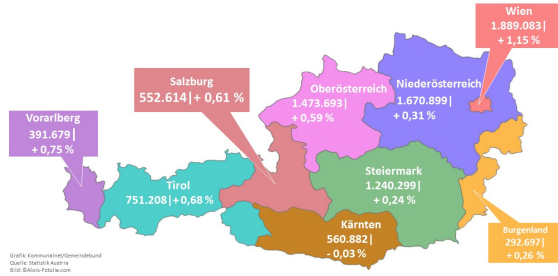 Wien
1.889.083|
+ 1,15 %
Salzburg
552.614|+ 0,61 %
Oberösterreich
1.473.693|
+ 0,59 %
Niederösterreich
1.670.899|
+ 0,31 %
Vorarlberg
391.679|
+ 0,75 %
Tirol
751.208|+0,68 %
Steiermark
1.240.299|
+ 0,24 %
Kärnten
560.882|
- 0,03 %
Burgenland
292.697|
+ 0,26 %
Grafik: Kommunalnet/Gemeindebund
Quelle: Statistik Austria
Bild: ©Alois-Fotolia.com